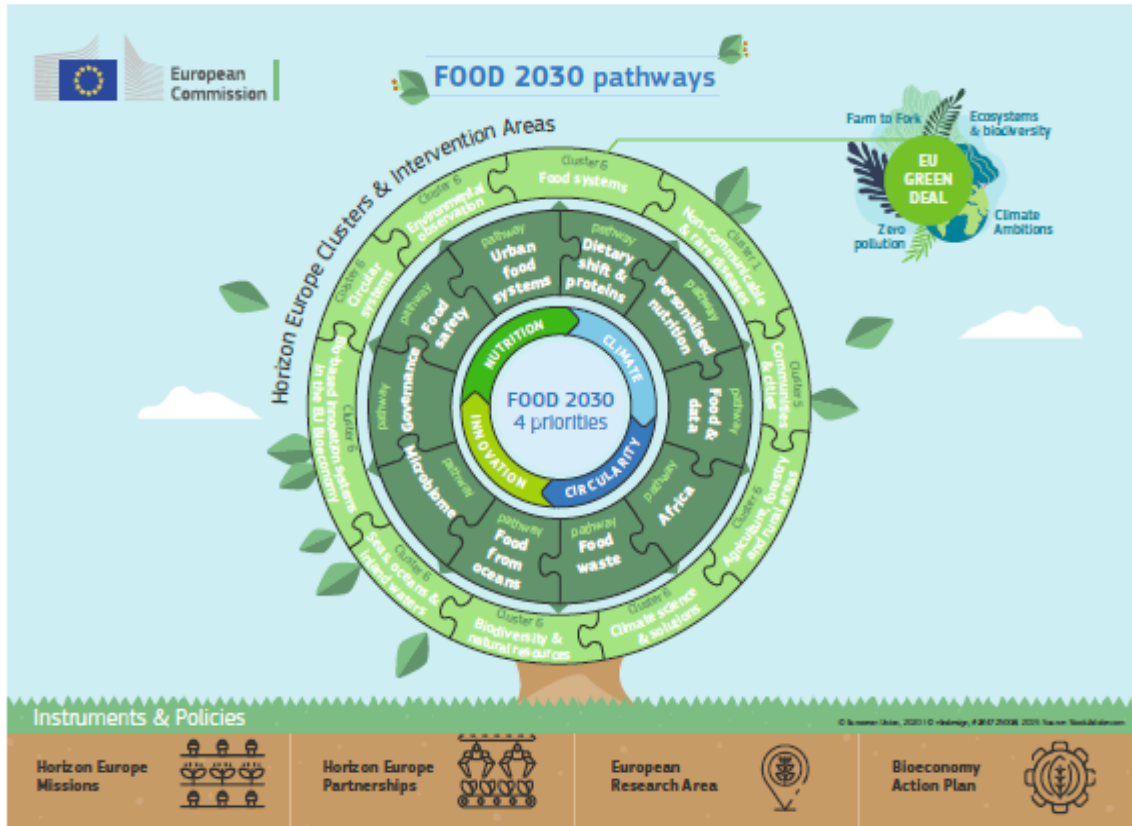 European
Commission
FOOD 2030 pathways
Horizon Europe Clusters & Intervention Areas
Farm to Fork
Ecosystems
& biodiversity
EU
GREEN
DEAL
Zero
pollution
Climate
Ambitions
Cluster 6
Food systems
Cluster 1
Non-Communicable
& rare diseases
Cluster 5
Communities
& cities
Cluster 6
Agriculture, forestry
and rural areas
Cluster 6
Climate science
& solutions
Cluster 6
Biodiversity &
natural resources
Cluster 6
Seas, oceans &
inland waters
Cluster 6
Bio-based innovation systems
in the EU Bioeconomy
Cluster 6
Circular
systems
Cluster 6
Environmental
observation
pathway
Urban
food
systems
pathway
Dietary
shift &
proteins
pathway
Personalised
nutrition
pathway
Food &
data
pathway
Africa
pathway
Food
waste
pathway
Food
from
oceans
pathway
Microbiome
pathway
Governance
pathway
Food
safety
NUTRITION
CLIMATE
CIRCULARITY
INNOVATION
FOOD 2030
4 priorities
Instruments & Policies
© European Union, 2020
Horizon Europe
Missions
Horizon Europe
Partnerships
European
Research Area
Bioeconomy
Action Plan